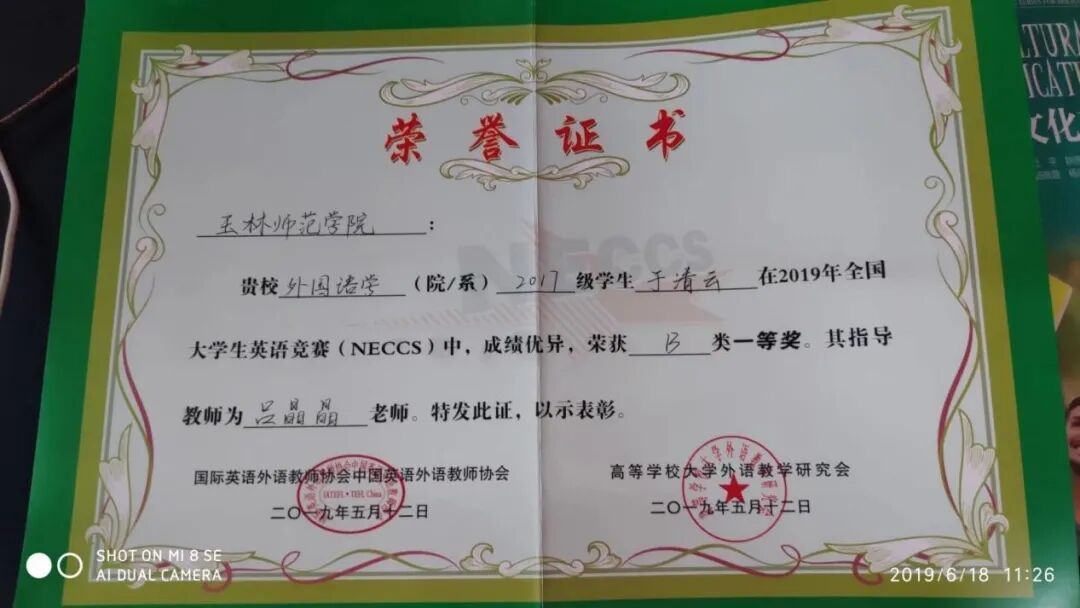 荣誉证书
玉林师范学院：
NECCS
贵校外国语学（院/系）2017级学生于清云在2019年全国
大学生英语竞赛（NECCS）中，成绩优异，荣获B类一等奖。其指导
教师为吕晶晶老师。特发此证，以示表彰。
国际英语外语教师协会中国英语外语教师协会
IATEFL·TEFL China
二〇一九年五月十二日
高等学校大学外语教学研究会
二〇一九年五月十二日
文化
SHOT ON MI 8 SE
AI DUAL CAMERA
2019/6/18 11:26